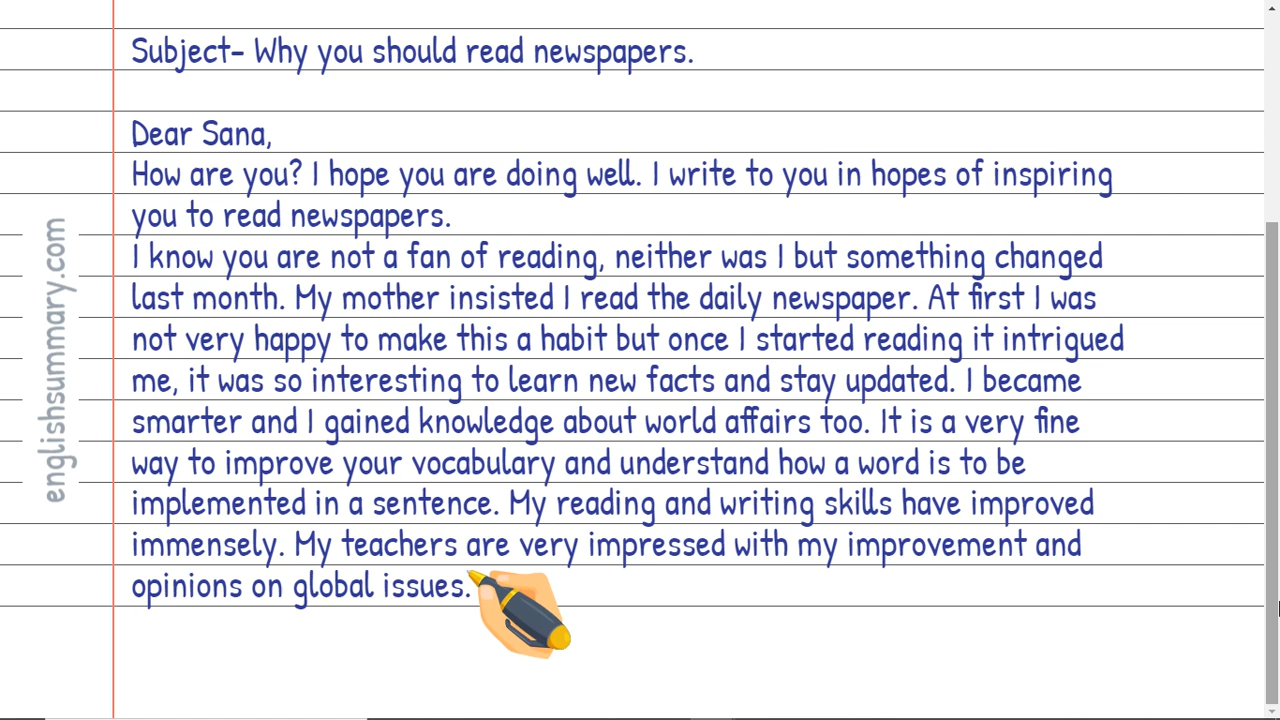 Subject- Why you should read newspapers.
Dear Sana,
How are you? I hope you are doing well. I write to you in hopes of inspiring
you to read newspapers.
I know you are not a fan of reading, neither was I but something changed
last month. My mother insisted I read the daily newspaper. At first I was
not very happy to make this a habit but once I started reading it intrigued
me, it was so interesting to learn new facts and stay updated. I became
smarter and I gained knowledge about world affairs too. It is a very fine
way to improve your vocabulary and understand how a word is to be
implemented in a sentence. My reading and writing skills have improved
immensely. My teachers are very impressed with my improvement and
opinions on global issues.
englishsummary.com